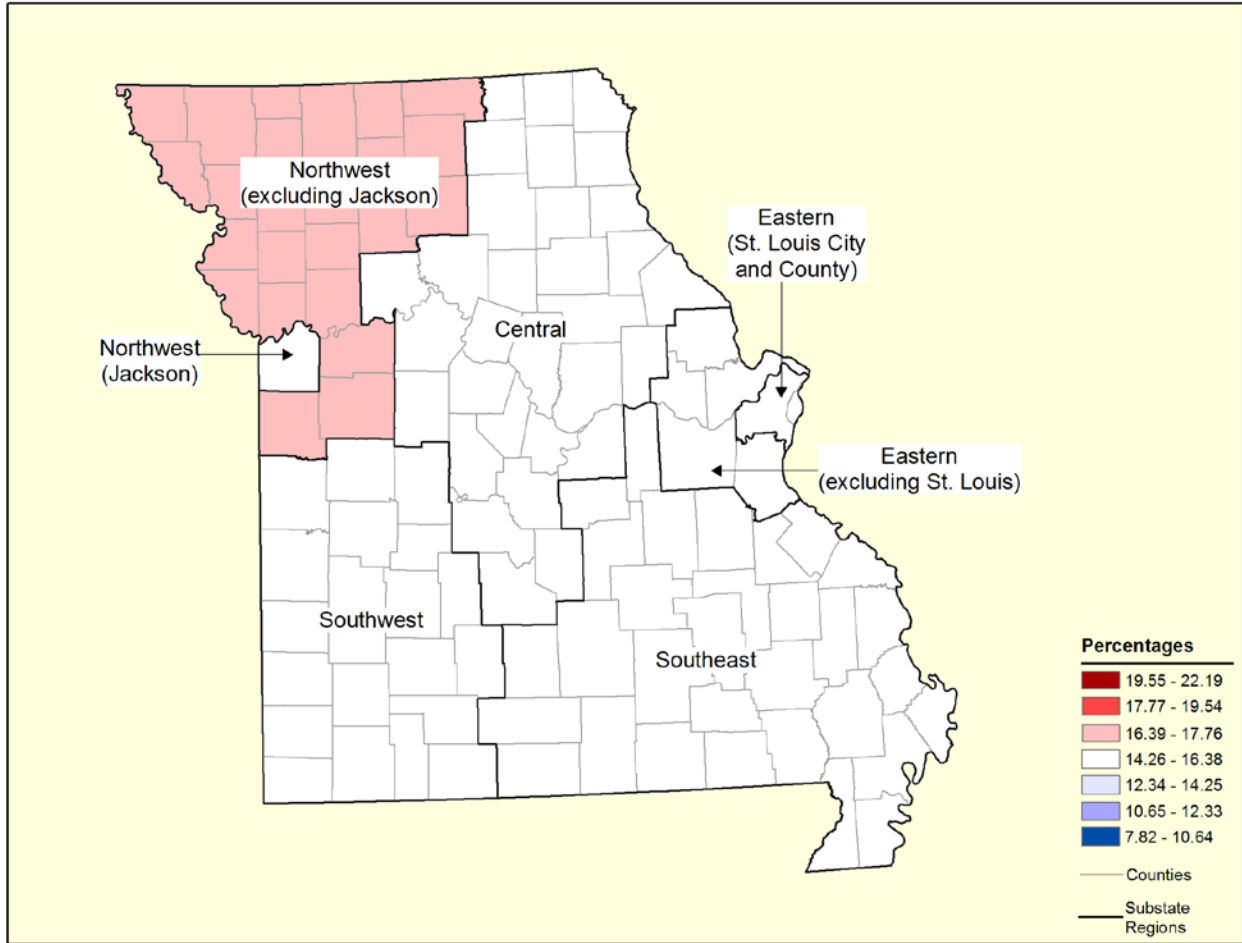 Northwest
(excluding Jackson)
Eastern
(St. Louis City
and County)
Central
Northwest
(Jackson)
Eastern
(excluding St. Louis)
Southwest
Southeast
Percentages
19.55 - 22.19
17.77 - 19.54
16.39 - 17.76
14.26 - 16.38
12.34 - 14.25
10.65 - 12.33
7.82 - 10.64
Counties
Substate
Regions